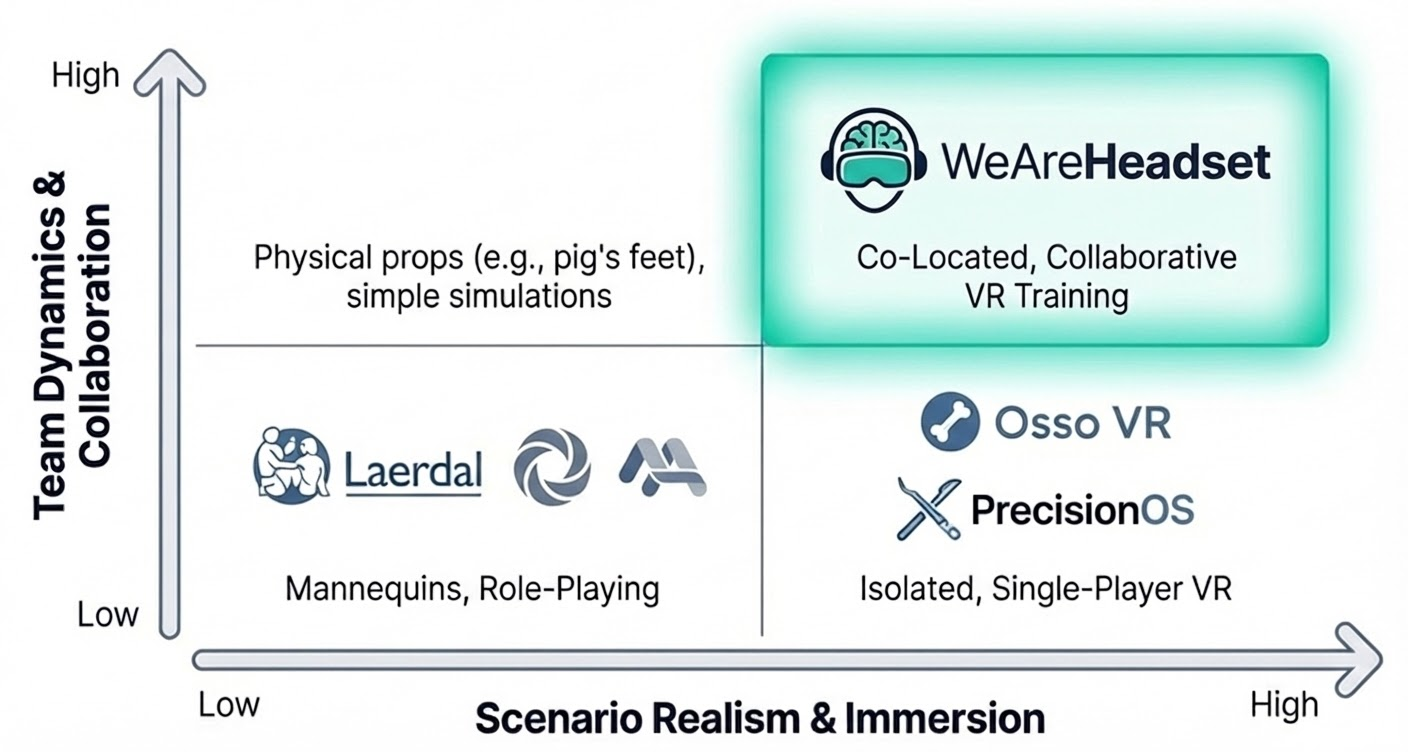 High
Team Dynamics &
Collaboration
Low
WeAreHeadset
Co-Located, Collaborative
VR Training
Physical props (e.g., pig's feet),
simple simulations
Laerdal
Mannequins, Role-Playing
Osso VR
PrecisionOS
Isolated, Single-Player VR
Low
Scenario Realism & Immersion
High